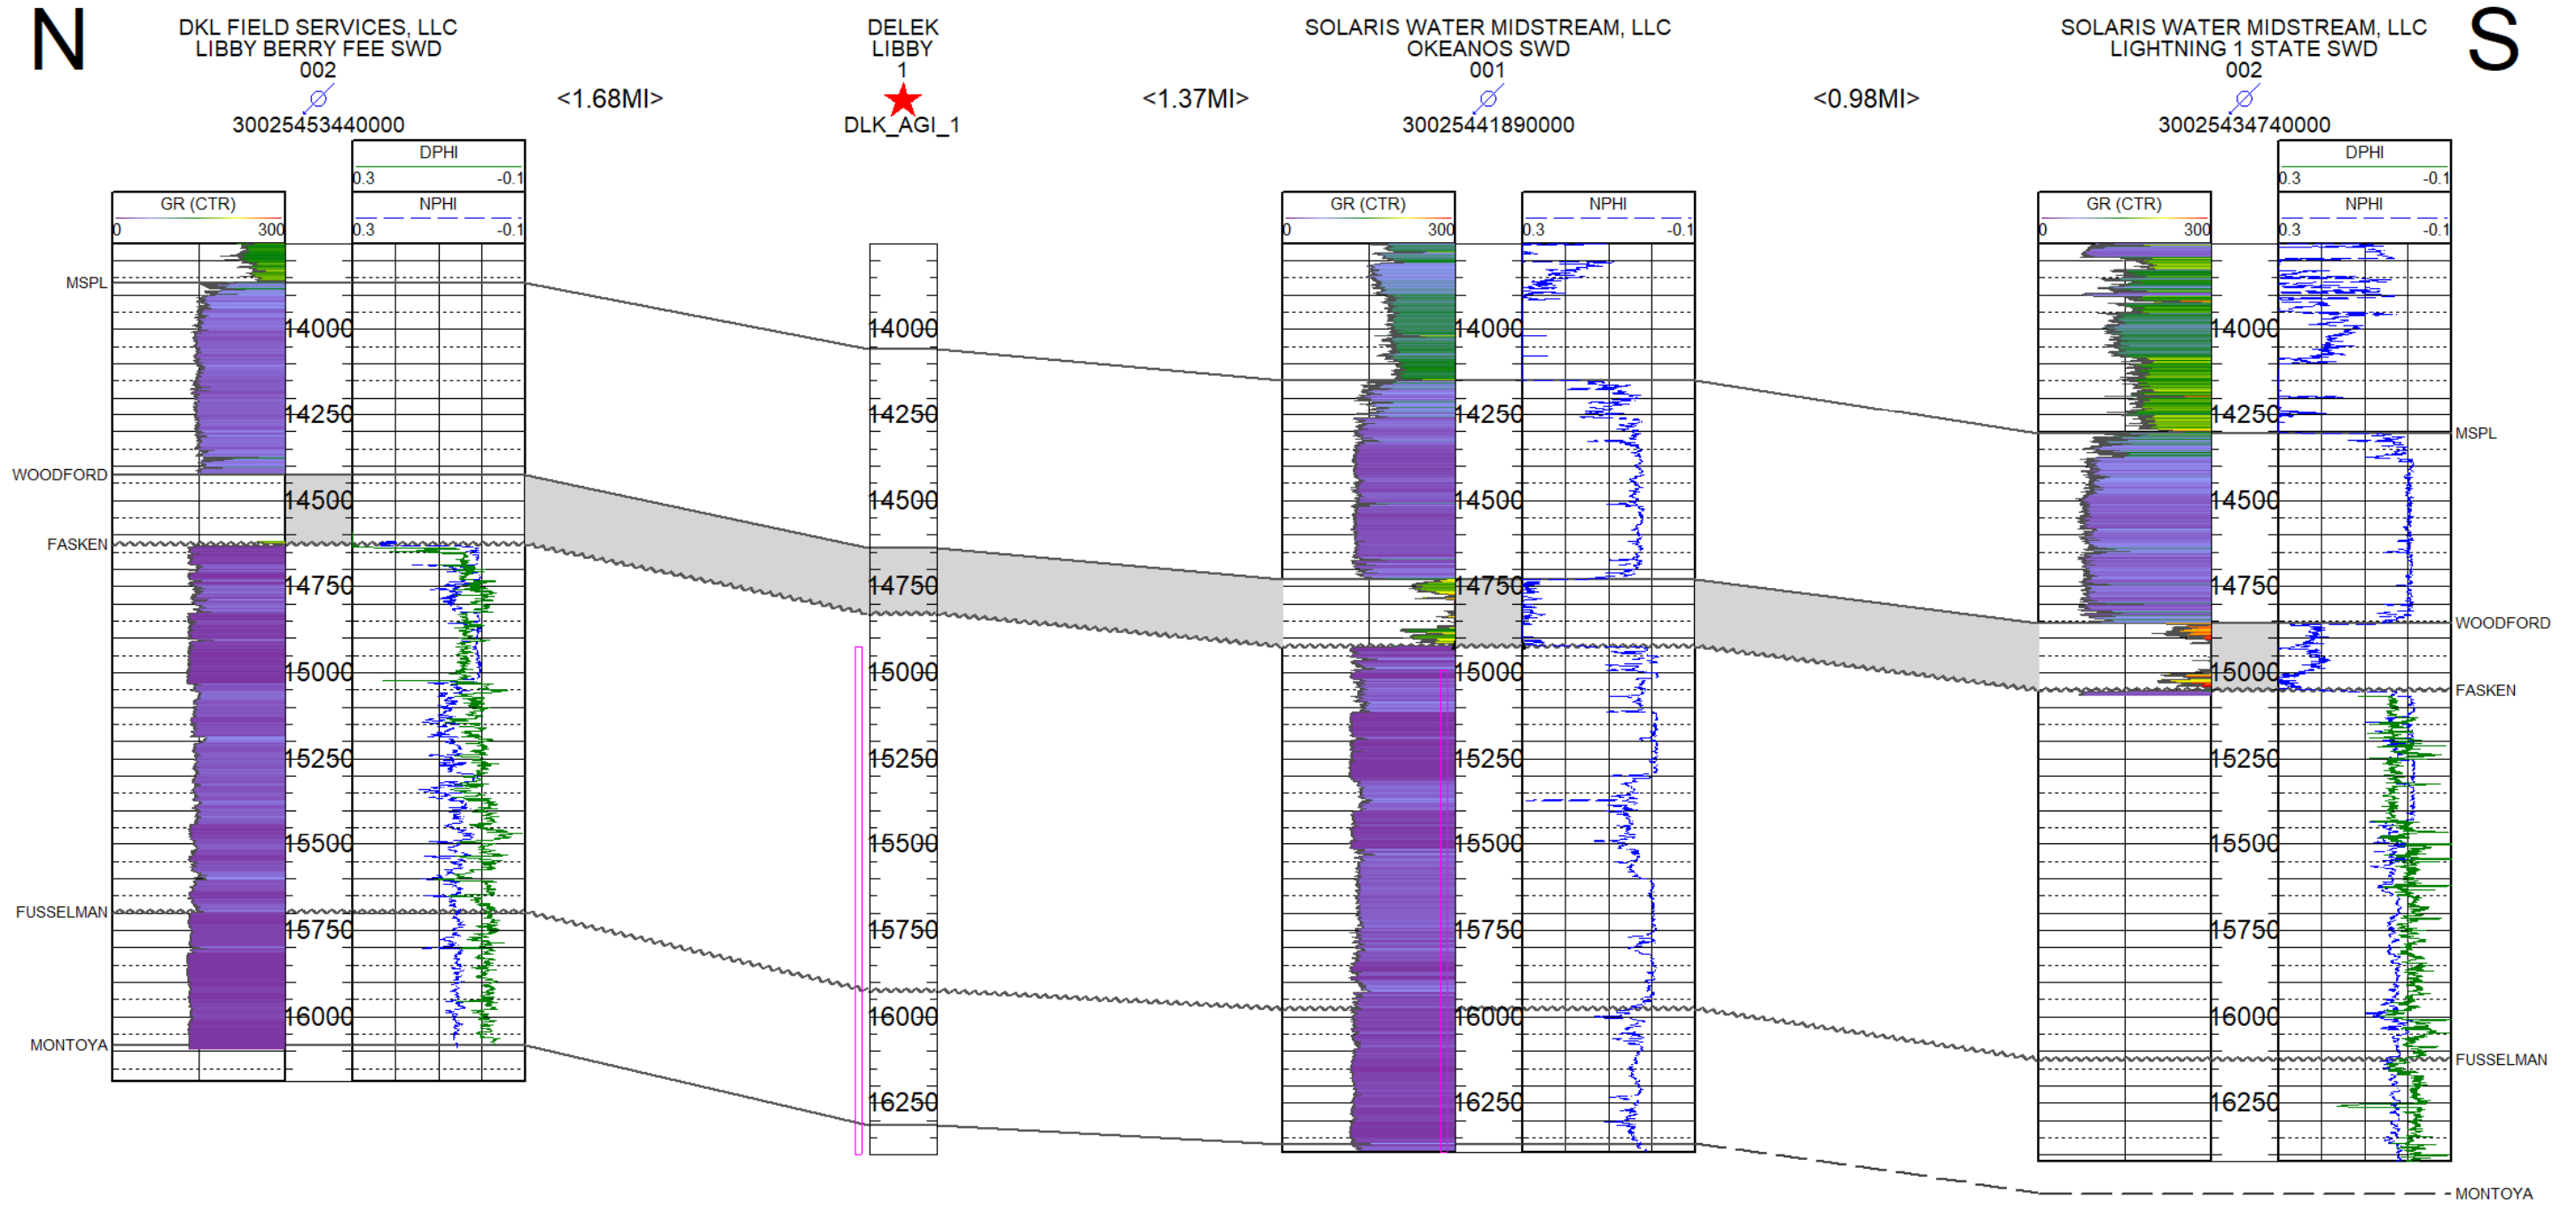 N
S
DKL FIELD SERVICES, LLC
LIBBY BERRY FEE SWD
002
30025453440000
<1.68MI>
DELEK
LIBBY
1
DLK_AGI_1
<1.37MI>
SOLARIS WATER MIDSTREAM, LLC
OKEANOS SWD
001
30025441890000
<0.98MI>
SOLARIS WATER MIDSTREAM, LLC
LIGHTNING 1 STATE SWD
002
30025434740000
GR (CTR)
0 300
DPHI
0.3 -0.1
NPHI
0.3 -0.1
GR (CTR)
0 300
NPHI
0.3 -0.1
GR (CTR)
0 300
DPHI
0.3 -0.1
NPHI
0.3 -0.1
MSPL
WOODFORD
FASKEN
FUSSELMAN
MONTOYA
14000
14250
14500
14750
15000
15250
15500
15750
16000
14000
14250
14500
14750
15000
15250
15500
15750
16000
16250
14000
14250
14500
14750
15000
15250
15500
15750
16000
16250
14000
14250
14500
14750
15000
15250
15500
15750
16000
16250
MSPL
WOODFORD
FASKEN
FUSSELMAN
MONTOYA